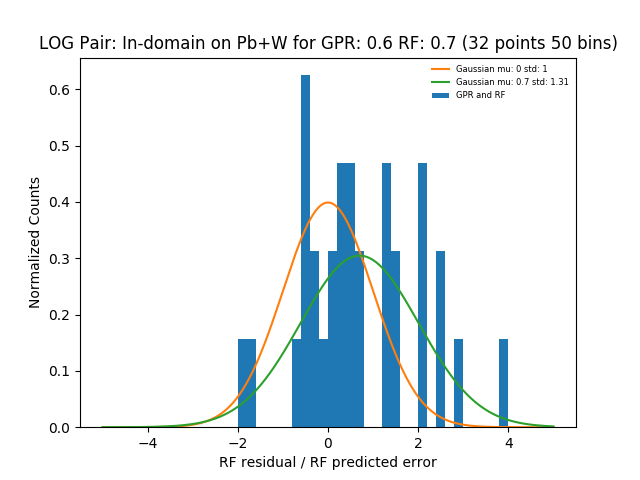 LOG Pair: In-domain on Pb+W for GPR: 0.6 RF: 0.7 (32 points 50 bins)
Gaussian mu: 0 std: 1
Gaussian mu: 0.7 std: 1.31
GPR and RF
Normalized Counts
0.6
0.5
0.4
0.3
0.2
0.1
0.0
−4 −2 0 2 4
RF residual / RF predicted error